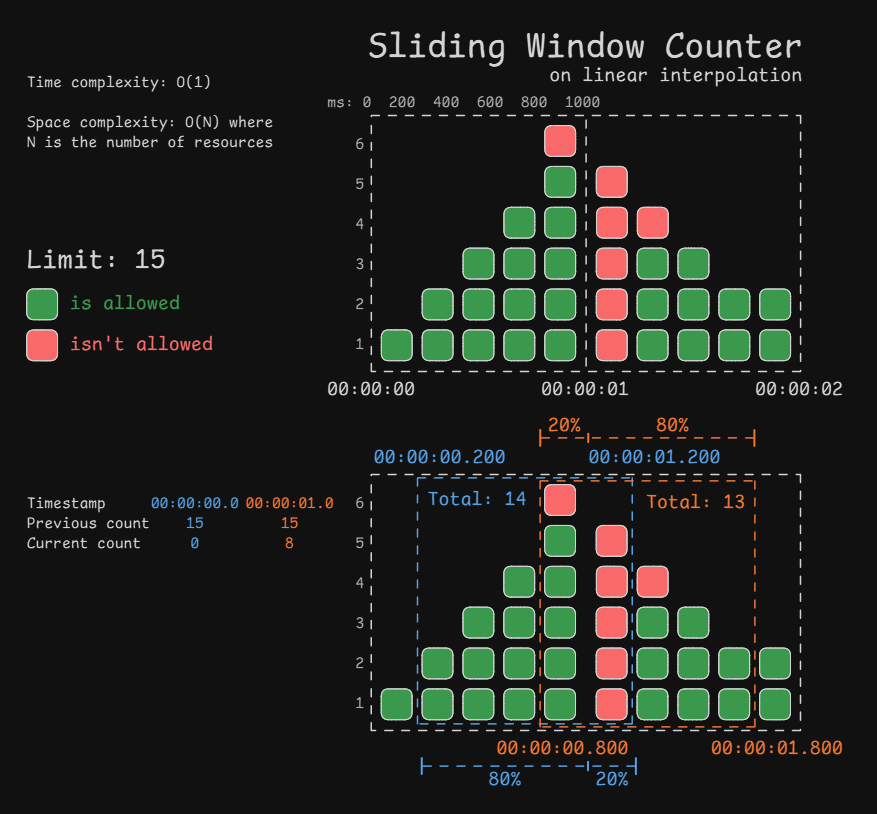 Sliding Window Counter
on linear interpolation
Time complexity: O(1)
Space complexity: O(N) where
N is the number of resources
ms: 0 200 400 600 800 1000
6
5
4
3
2
1
Limit: 15
is allowed
isn't allowed
00:00:00 00:00:01 00:00:02
20% 80%
00:00:00.200 00:00:01.200
Timestamp 00:00:00.0 00:00:01.0
Previous count 15 15
Current count 0 8
Total: 14 Total: 13
6
5
4
3
2
1
00:00:00.800 00:00:01.800
80% 20%